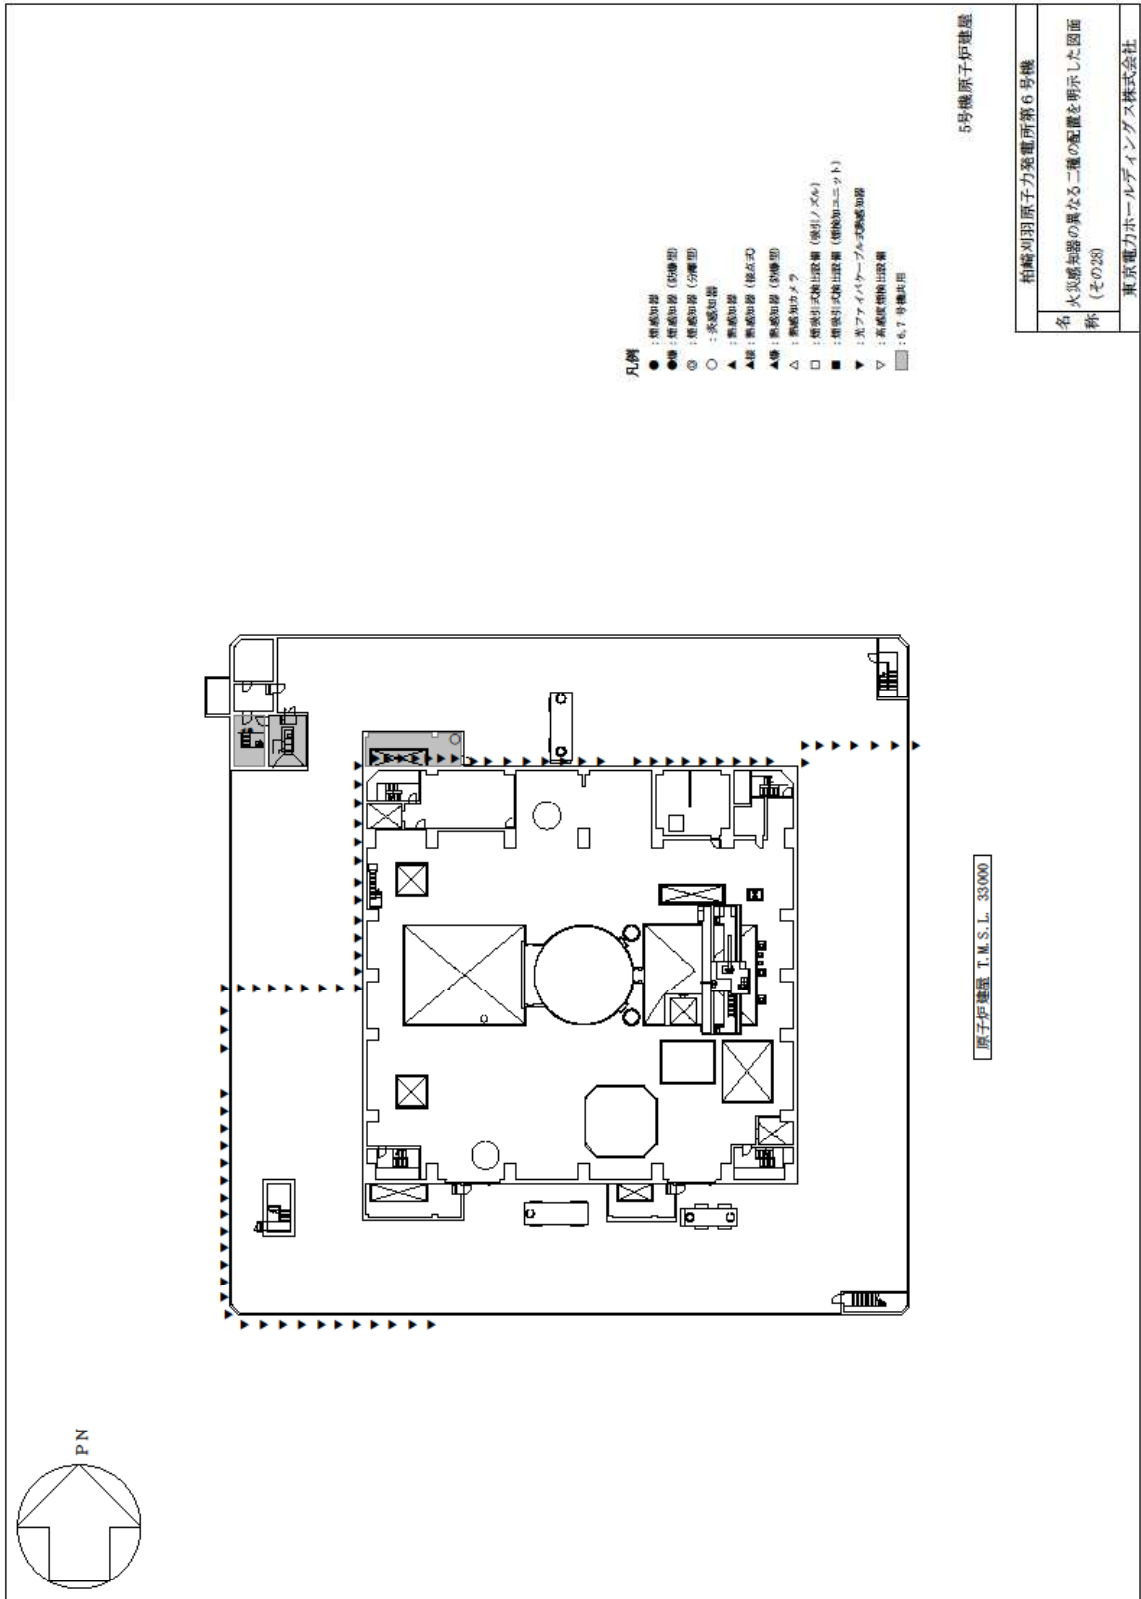 5号機原子炉建屋
凡例
● : 煙感知器
●爆 : 煙感知器（防爆型）
◎ : 煙感知器（分離型）
○ : 炎感知器
▲ : 熱感知器
▲接 : 熱感知器（接点式）
▲爆 : 熱感知器（防爆型）
△ : 熱感知カメラ
□ : 煙吸引式検出設備（吸引ノズル）
■ : 煙吸引式検出設備（煙検知ユニット）
▼ : 光ファイバケーブル式熱感知器
▽ : 高感度煙検出設備
: 6,7 号機共用
PN
原子炉建屋 T.M.S.L. 33000
柏崎刈羽原子力発電所第6号機
名称
火災感知器の異なる二種の配置を明示した図面
(その28)
東京電力ホールディングス株式会社